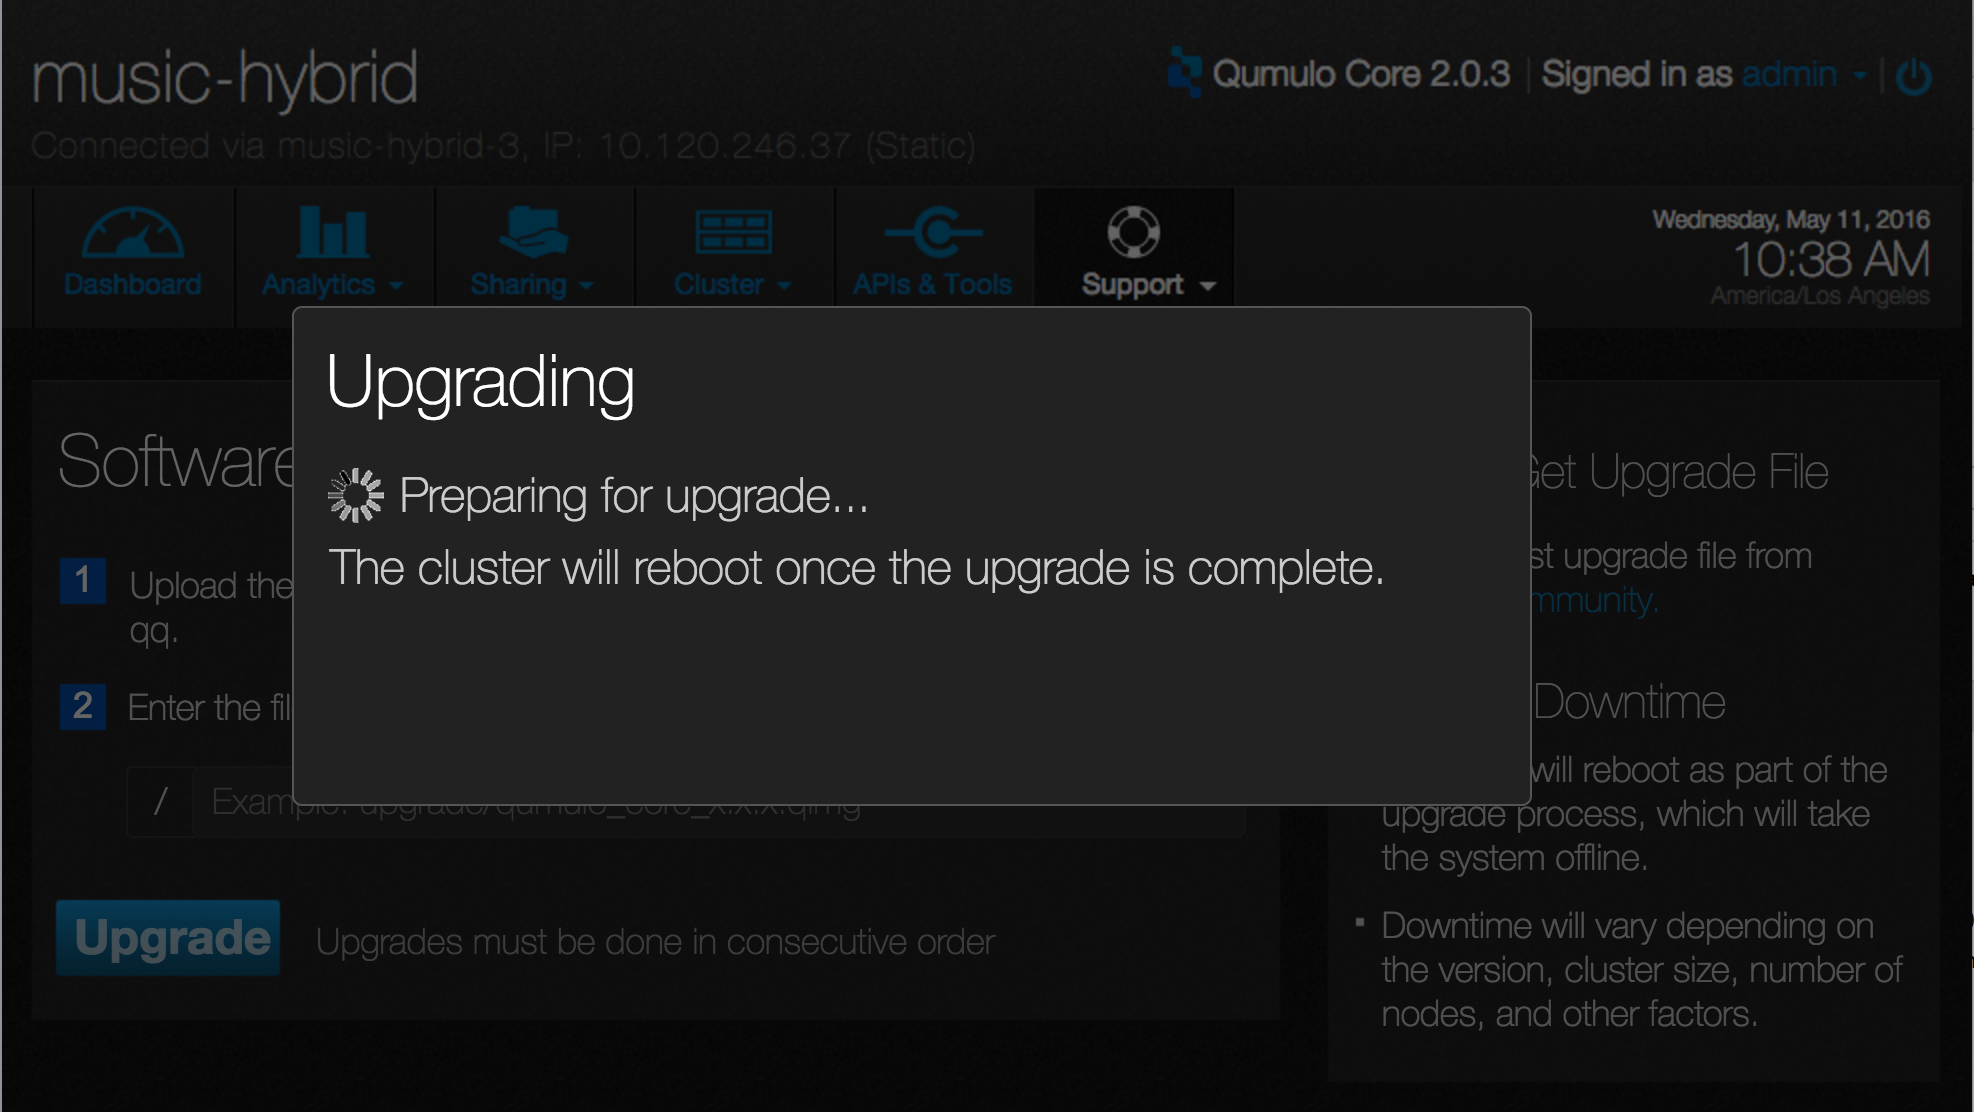 music-hybrid
Qumulo Core 2.0.3 | Signed in as admin
Connected via music-hybrid-3, IP: 10.120.246.37 (Static)
Dashboard
Analytics
Sharing
Cluster
APIs & Tools
Support
Wednesday, May 11, 2016
10:38 AM
America/Los Angeles
Upgrading
Preparing for upgrade...
The cluster will reboot once the upgrade is complete.
Software
1 Upload the
qq.
2 Enter the
/ Example: upgrade/qumulo_core_x.x.x.qimg
Upgrade
Upgrades must be done in consecutive order
Get Upgrade File
upgrade file from
Downtime
will reboot as part of the
upgrade process, which will take
the system offline.
Downtime will vary depending on
the version, cluster size, number of
nodes, and other factors.